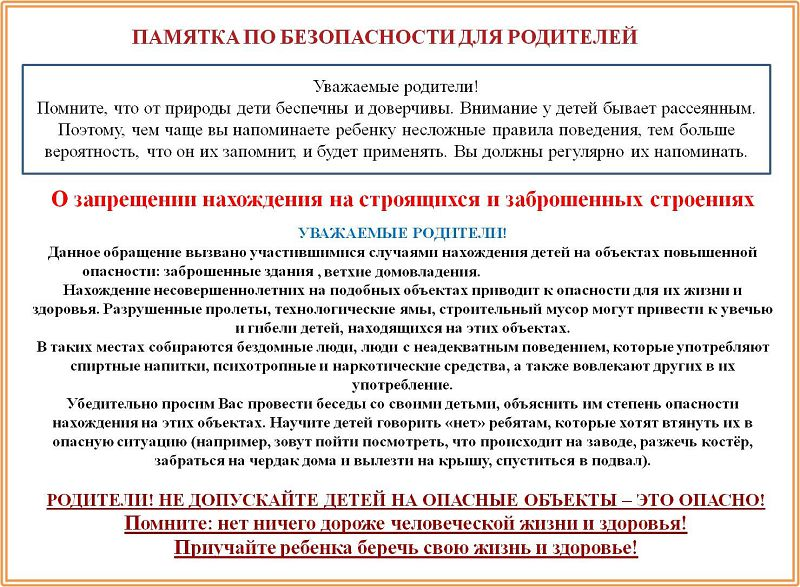 ПАМЯТКА ПО БЕЗОПАСНОСТИ ДЛЯ РОДИТЕЛЕЙ
Уважаемые родители!
Помните, что от природы дети беспечны и доверчивы. Внимание у детей бывает рассеянным.
Поэтому, чем чаще вы напоминаете ребенку несложные правила поведения, тем больше
вероятность, что он их запомнит, и будет применять. Вы должны регулярно их напоминать.
О запрещении нахождения на строящихся и заброшенных строениях
УВАЖАЕМЫЕ РОДИТЕЛИ!
Данное обращение вызвано участившимися случаями нахождения детей на объектах повышенной
опасности: заброшенные здания , ветхие домовладения.
Нахождение несовершеннолетних на подобных объектах приводит к опасности для их жизни и
здоровья. Разрушенные пролеты, технологические ямы, строительный мусор могут привести к увечью
и гибели детей, находящихся на этих объектах.
В таких местах собираются бездомные люди, люди с неадекватным поведением, которые употребляют
спиртные напитки, психотропные и наркотические средства, а также вовлекают других в их
употребление.
Убедительно просим Вас провести беседы со своими детьми, объяснить им степень опасности
нахождения на этих объектах. Научите детей говорить «нет» ребятам, которые хотят втянуть их в
опасную ситуацию (например, зовут пойти посмотреть, что происходит на заводе, разжечь костёр,
забраться на чердак дома и вылезти на крышу, спуститься в подвал).
РОДИТЕЛИ! НЕ ДОПУСКАЙТЕ ДЕТЕЙ НА ОПАСНЫЕ ОБЪЕКТЫ – ЭТО ОПАСНО!
Помните: нет ничего дороже человеческой жизни и здоровья!
Приучайте ребенка беречь свою жизнь и здоровье!